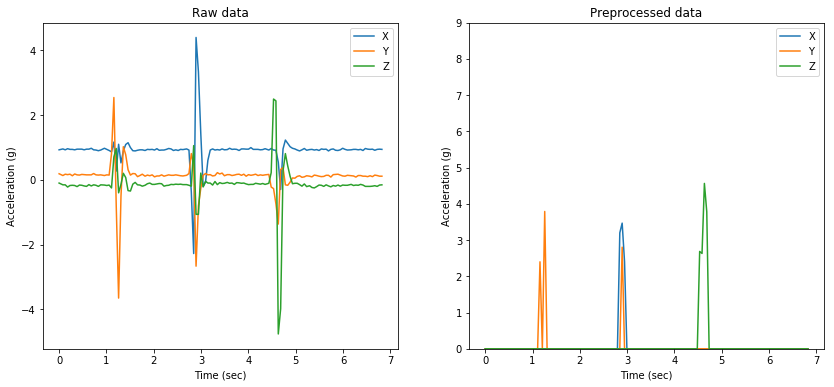 Raw data
Acceleration (g)
4
2
0
−2
−4
X
Y
Z
0 1 2 3 4 5 6 7
Time (sec)
Preprocessed data
Acceleration (g)
9
8
7
6
5
4
3
2
1
0
X
Y
Z
0 1 2 3 4 5 6 7
Time (sec)